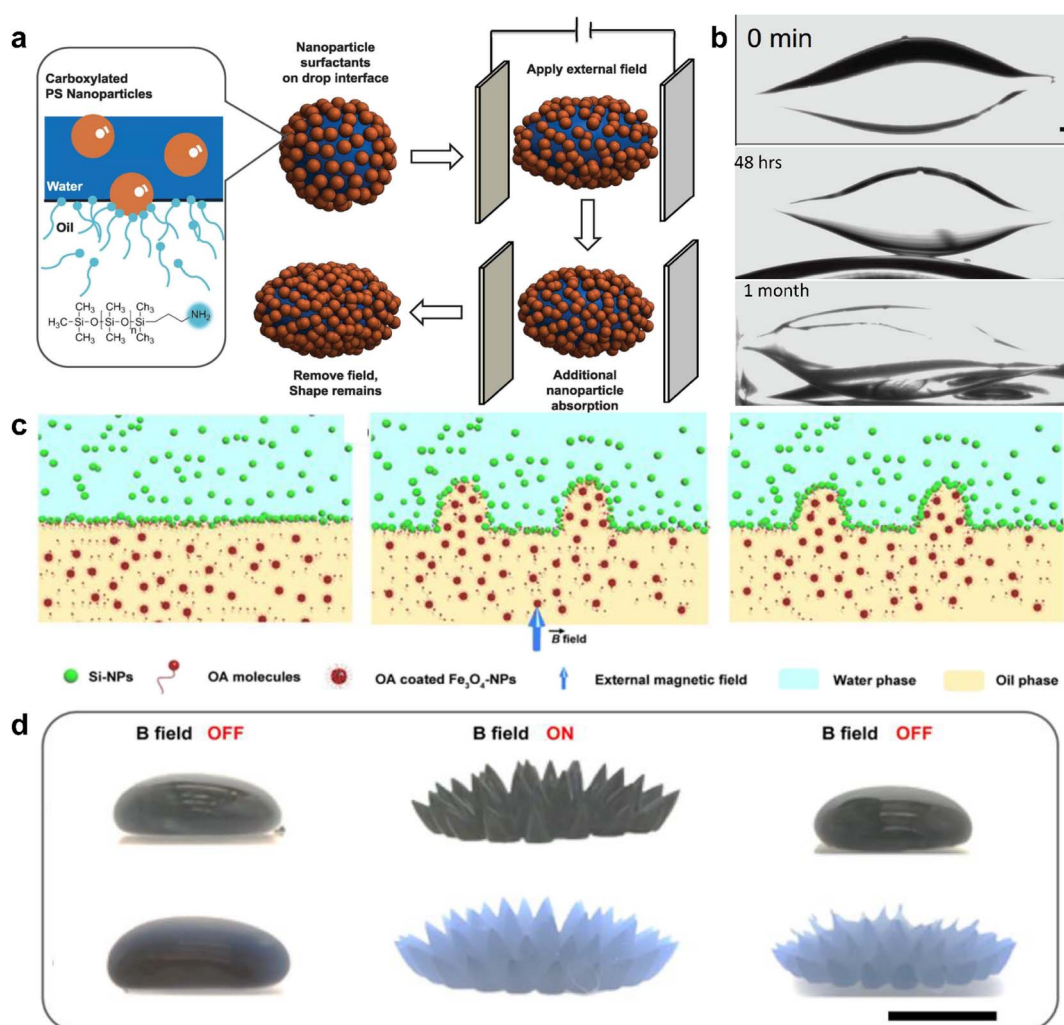 a
Carboxylated
PS Nanoparticles
Water
Oil
CH₃ CH₃ Ch₃
H₃C-Si-O-(Si-O)-Si NH₂
n
CH₃ CH₃ Ch₃
Nanoparticle
surfactants
on drop interface
Apply external field
Remove field,
Shape remains
Additional
nanoparticle
absorption
b
0 min
48 hrs
1 month
c
B field
Si-NPs
OA molecules
OA coated Fe₃O₄-NPs
External magnetic field
Water phase
Oil phase
d
B field OFF
B field ON
B field OFF